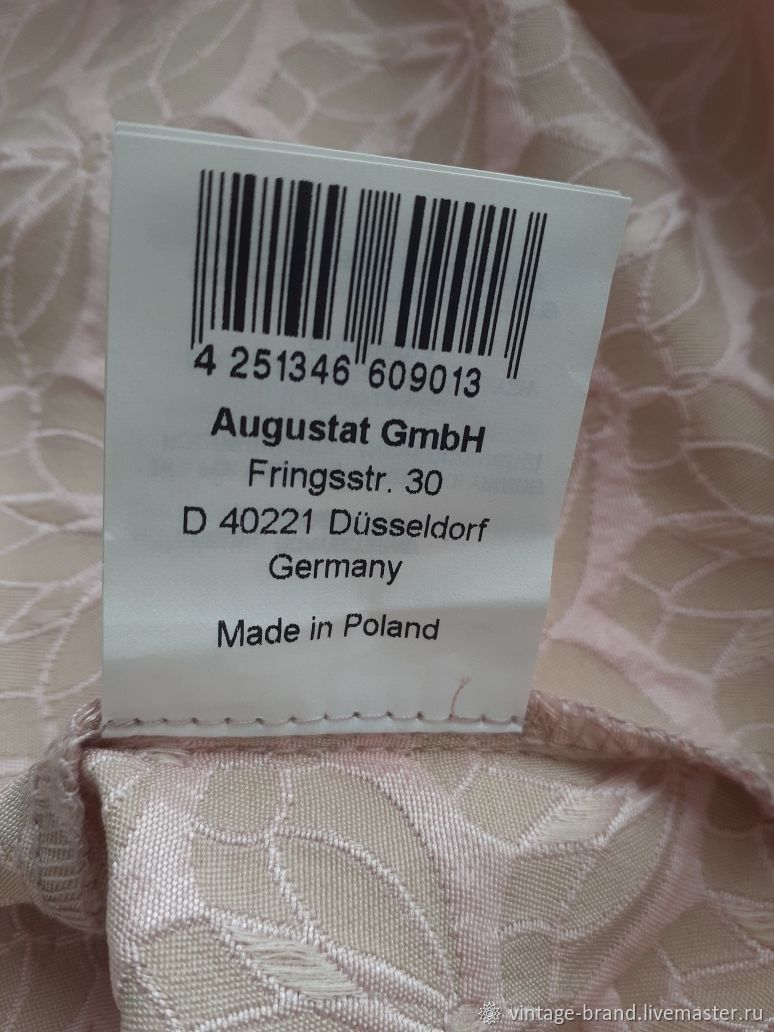 4 251346 609013
Augustat GmbH
Fringsstr. 30
D 40221 Düsseldorf
Germany
Made in Poland
vintage-brand.livemaster.ru